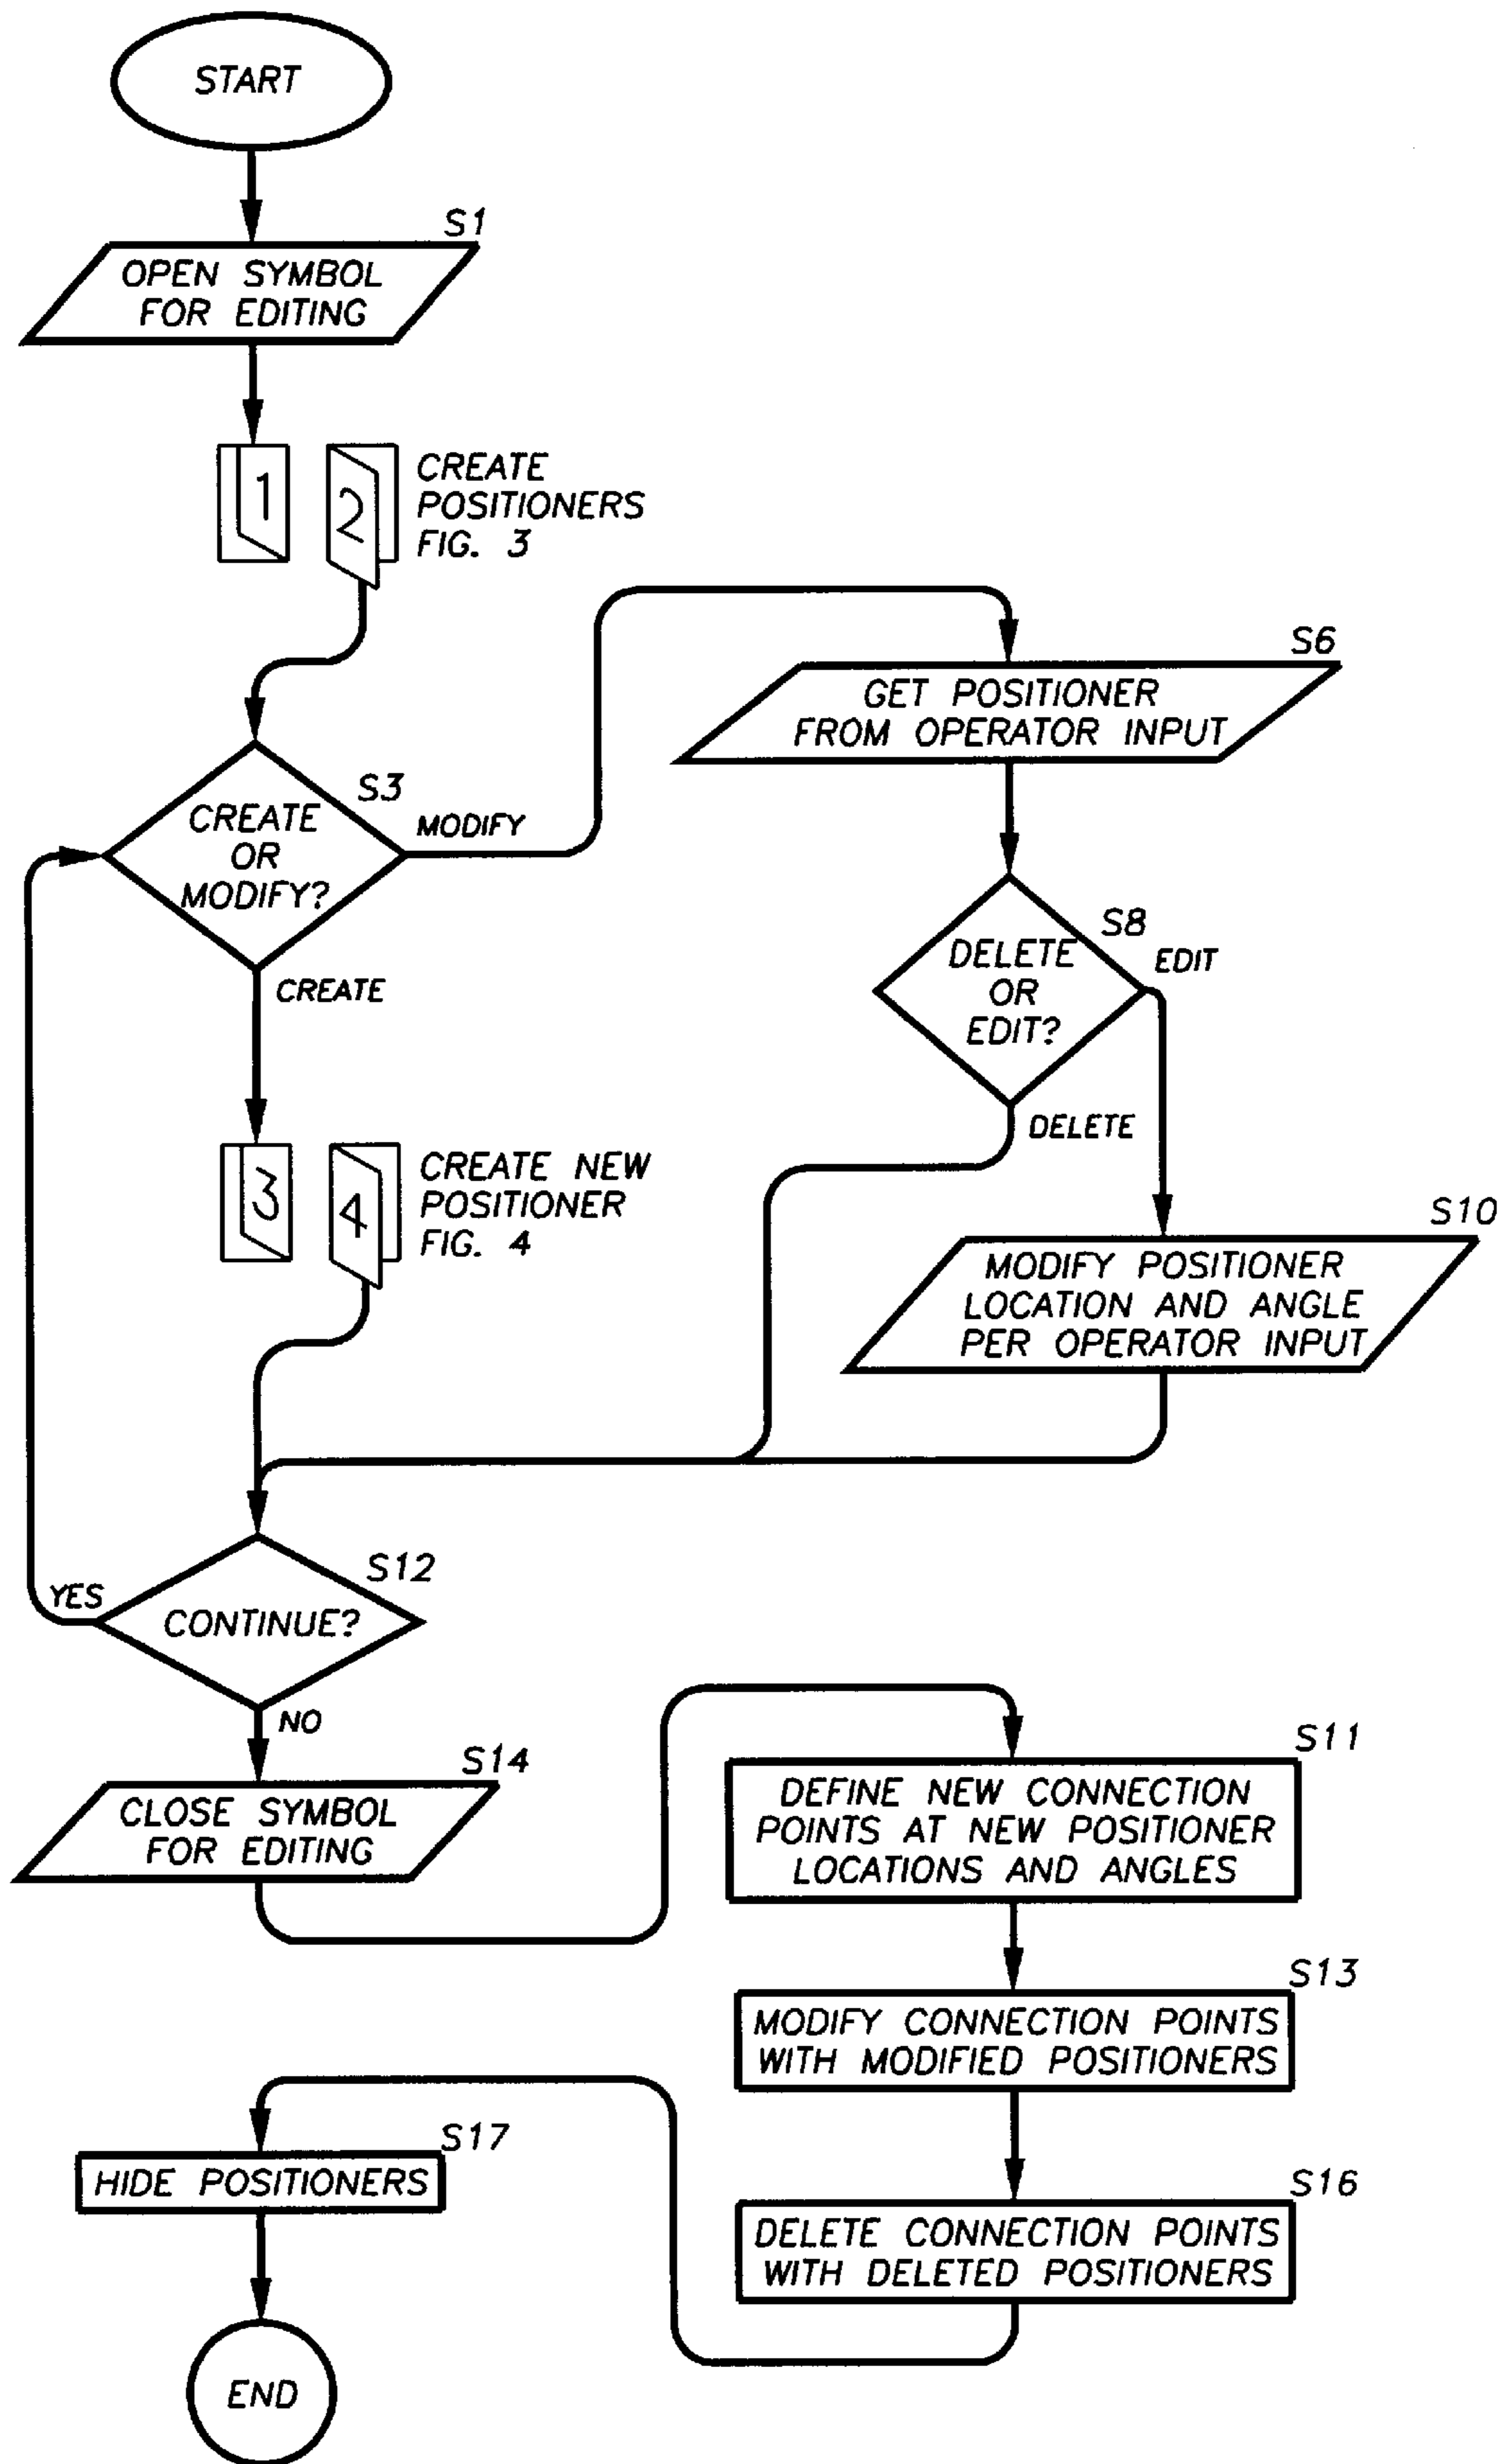 START
S1
OPEN SYMBOL
FOR EDITING
1
2
CREATE
POSITIONERS
FIG. 3
S3
CREATE
OR
MODIFY?
MODIFY
CREATE
S6
GET POSITIONER
FROM OPERATOR INPUT
S8
DELETE
OR
EDIT?
EDIT
DELETE
3
4
CREATE NEW
POSITIONER
FIG. 4
S10
MODIFY POSITIONER
LOCATION AND ANGLE
PER OPERATOR INPUT
S12
CONTINUE?
YES
NO
S14
CLOSE SYMBOL
FOR EDITING
S11
DEFINE NEW CONNECTION
POINTS AT NEW POSITIONER
LOCATIONS AND ANGLES
S13
MODIFY CONNECTION POINTS
WITH MODIFIED POSITIONERS
S16
DELETE CONNECTION POINTS
WITH DELETED POSITIONERS
S17
HIDE POSITIONERS
END